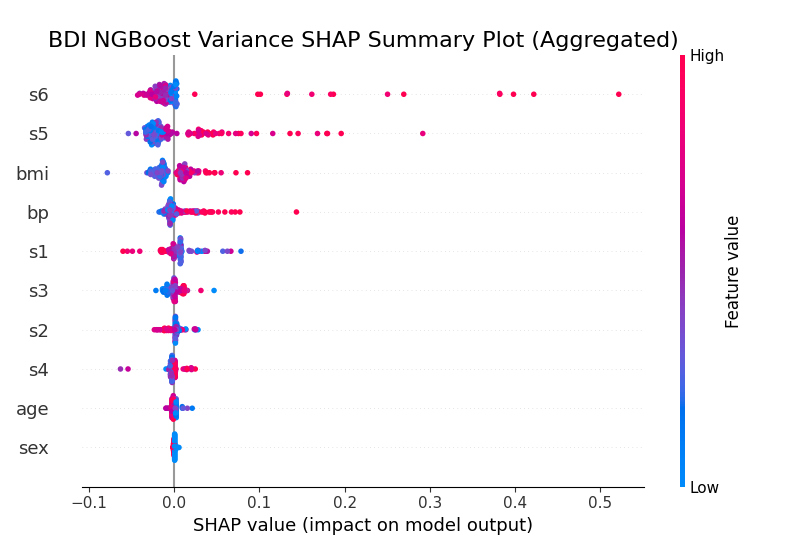 BDI NGBoost Variance SHAP Summary Plot (Aggregated)
High
s6
s5
bmi
bp
s1
s3
s2
s4
age
sex
Feature value
Low
−0.1 0.0 0.1 0.2 0.3 0.4 0.5
SHAP value (impact on model output)